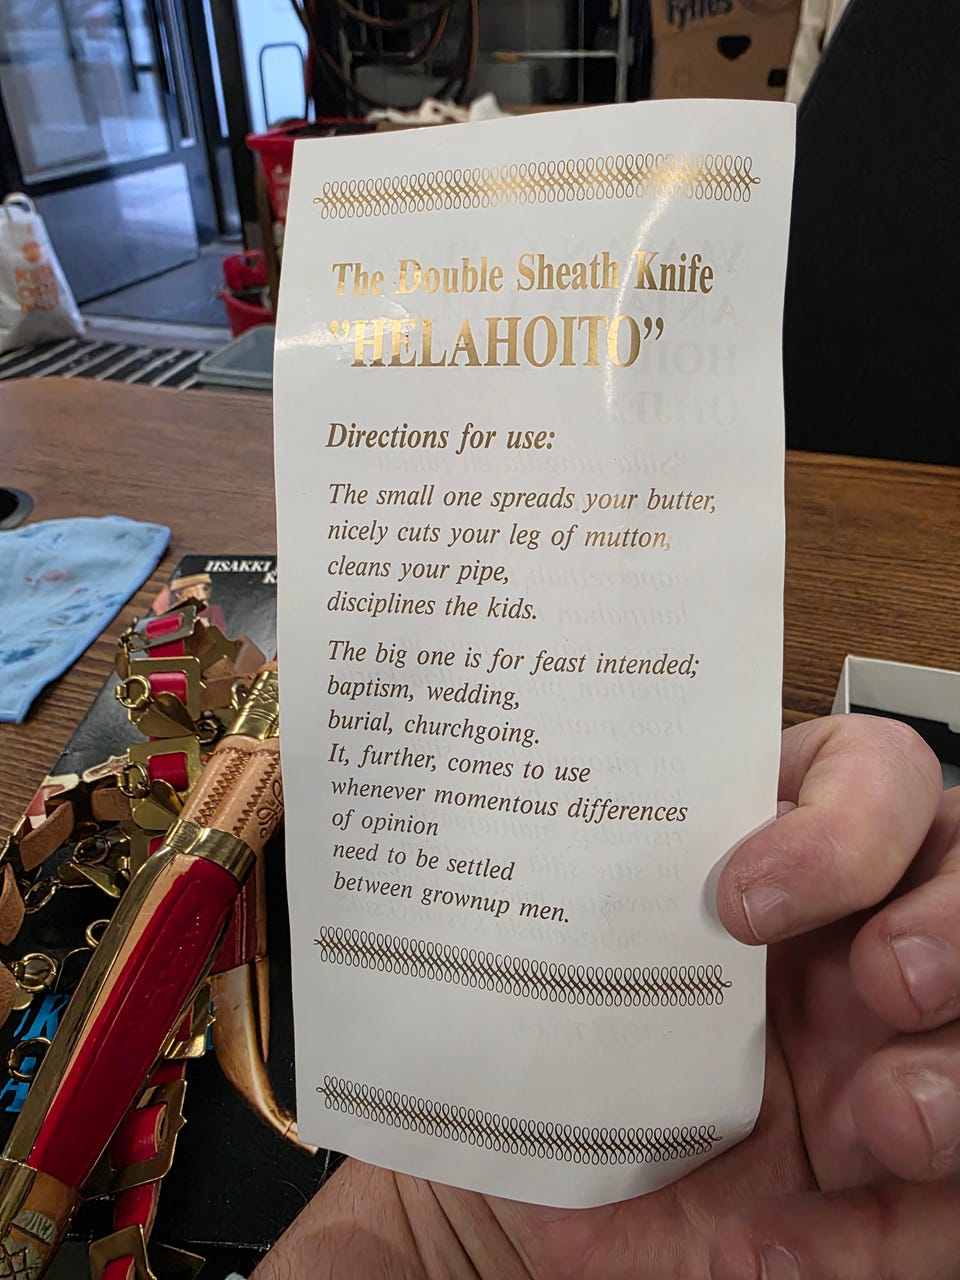 Tyffes
The Double Sheath Knife
”HELAHOITO”
Directions for use:
The small one spreads your butter,
nicely cuts your leg of mutton,
cleans your pipe,
disciplines the kids.
The big one is for feast intended;
baptism, wedding,
burial, churchgoing.
It, further, comes to use
whenever momentous differences
of opinion
need to be settled
between grownup men.
IISAKKI